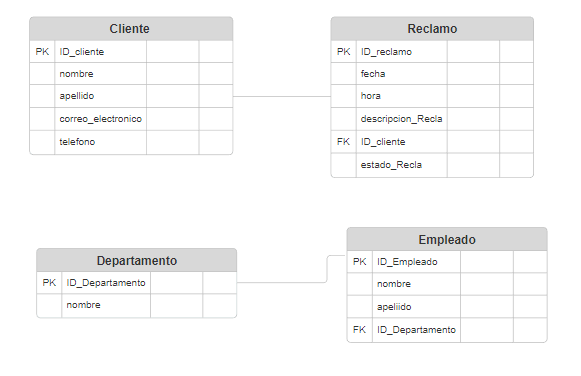 Cliente
PK ID_cliente
nombre
apellido
correo_electronico
telefono
Reclamo
PK ID_reclamo
fecha
hora
descripcion_Recla
FK ID_cliente
estado_Recla
Departamento
PK ID_Departamento
nombre
Empleado
PK ID_Empleado
nombre
apeliido
FK ID_Departamento